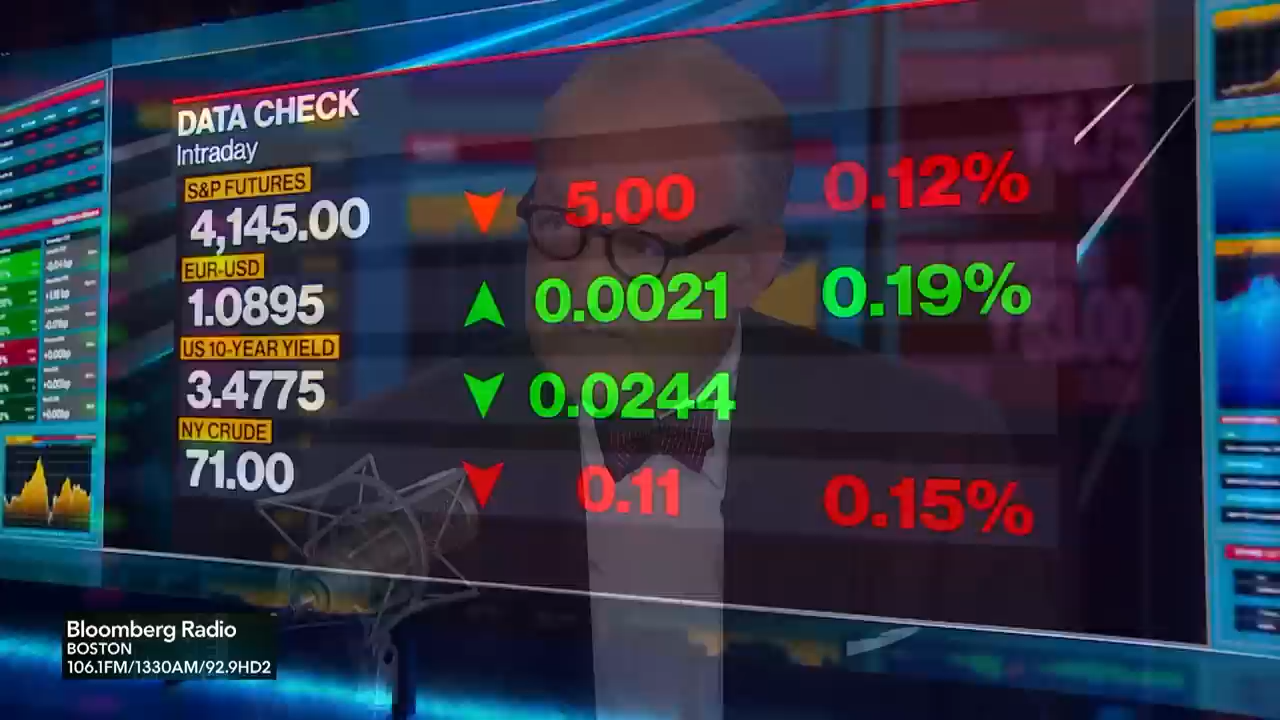 DATA CHECK
Intraday
S&P FUTURES
4,145.00 5.00 0.12%
EUR-USD
1.0895 0.0021 0.19%
US 10-YEAR YIELD
3.4775 0.0244
NY CRUDE
71.00 0.11 0.15%
Bloomberg Radio
BOSTON
106.1FM/1330AM/92.9HD2